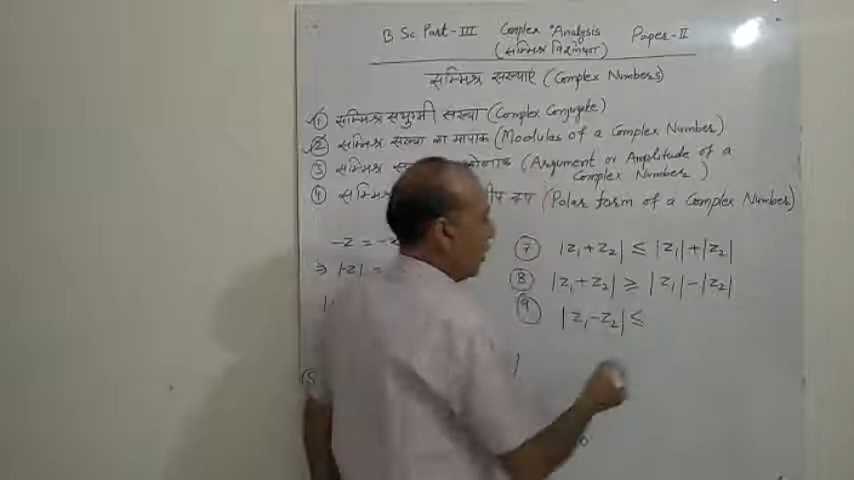 B Sc Part-III Complex Analysis Paper-II
(सम्मिश्र विश्लेषण)
सम्मिश्र संख्याएं (Complex Numbers)
① सम्मिश्र सयुग्मी संख्या (Complex Conjugate)
② सम्मिश्र संख्या का मापांक (Modulus of a Complex Number)
③ सम्मिश्र (Argument or Amplitude of a
Complex Number)
④ सम्मिश्र रूप (Polar form of a Complex Number)
-z = -
⇒ |-z| =
⑦ |z₁+z₂| ≤ |z₁|+|z₂|
⑧ |z₁+z₂| ≥ |z₁|-|z₂|
⑨ |z₁-z₂| ≤